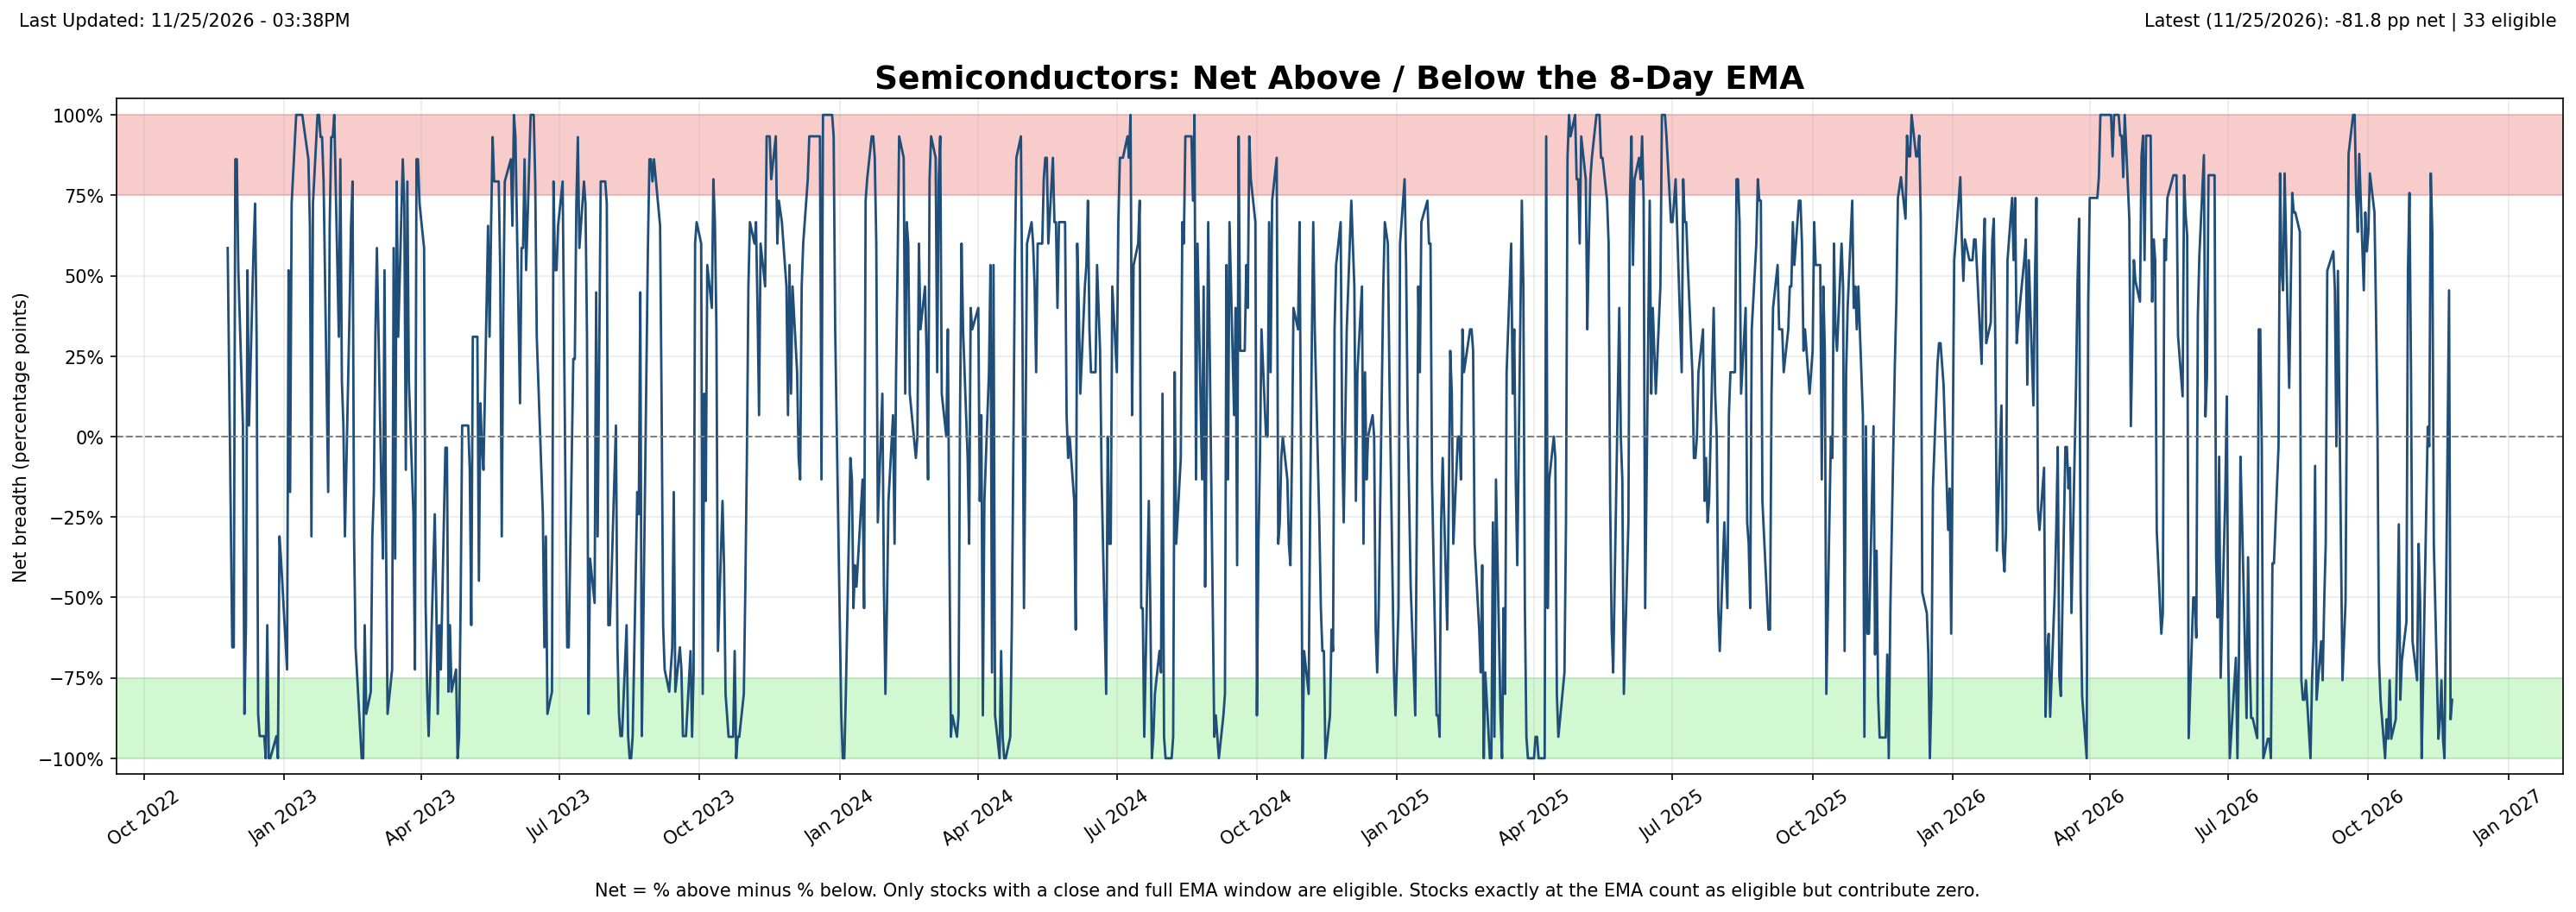 Last Updated: 11/25/2026 - 03:38PM
Latest (11/25/2026): -81.8 pp net | 33 eligible
Semiconductors: Net Above / Below the 8-Day EMA
Net breadth (percentage points)
100%
75%
50%
25%
0%
−25%
−50%
−75%
−100%
Oct 2022
Jan 2023
Apr 2023
Jul 2023
Oct 2023
Jan 2024
Apr 2024
Jul 2024
Oct 2024
Jan 2025
Apr 2025
Jul 2025
Oct 2025
Jan 2026
Apr 2026
Jul 2026
Oct 2026
Jan 2027
Net = % above minus % below. Only stocks with a close and full EMA window are eligible. Stocks exactly at the EMA count as eligible but contribute zero.